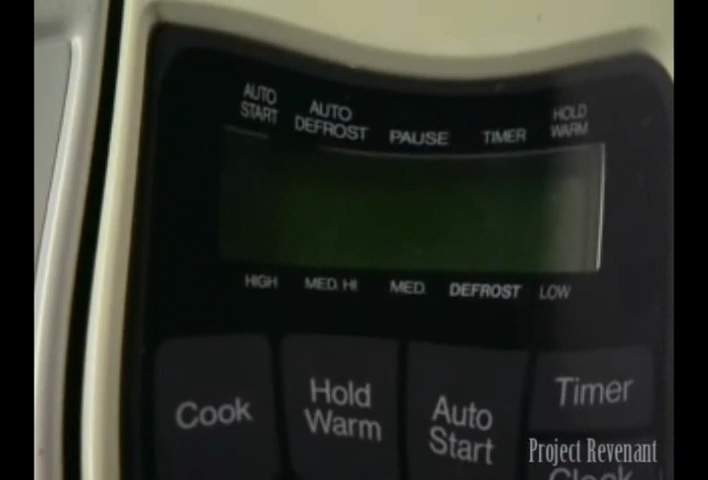 AUTO START
AUTO DEFROST
PAUSE
TIMER
HOLD WARM
HIGH
MED. HI
MED.
DEFROST
LOW
Cook
Hold Warm
Auto Start
Timer
Clock
Project Revenant